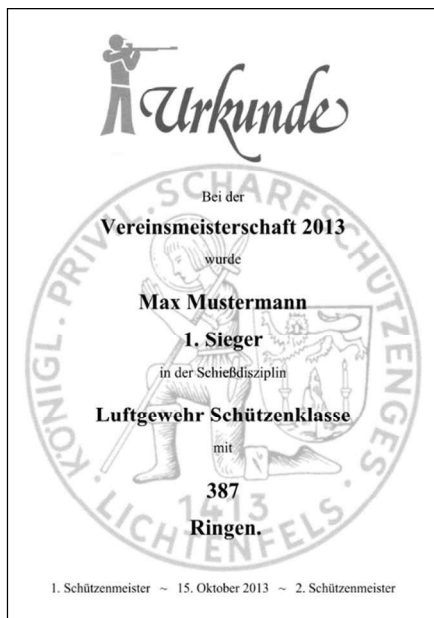 Urkunde
Bei der
Vereinsmeisterschaft 2013
wurde
Max Mustermann
1. Sieger
in der Schießdisziplin
Luftgewehr Schützenklasse
mit
387
Ringen.
KÖNIGL. PRIVIL. SCHARFSCHÜTZENGES.
1413
LICHTENFELS
1. Schützenmeister ~ 15. Oktober 2013 ~ 2. Schützenmeister